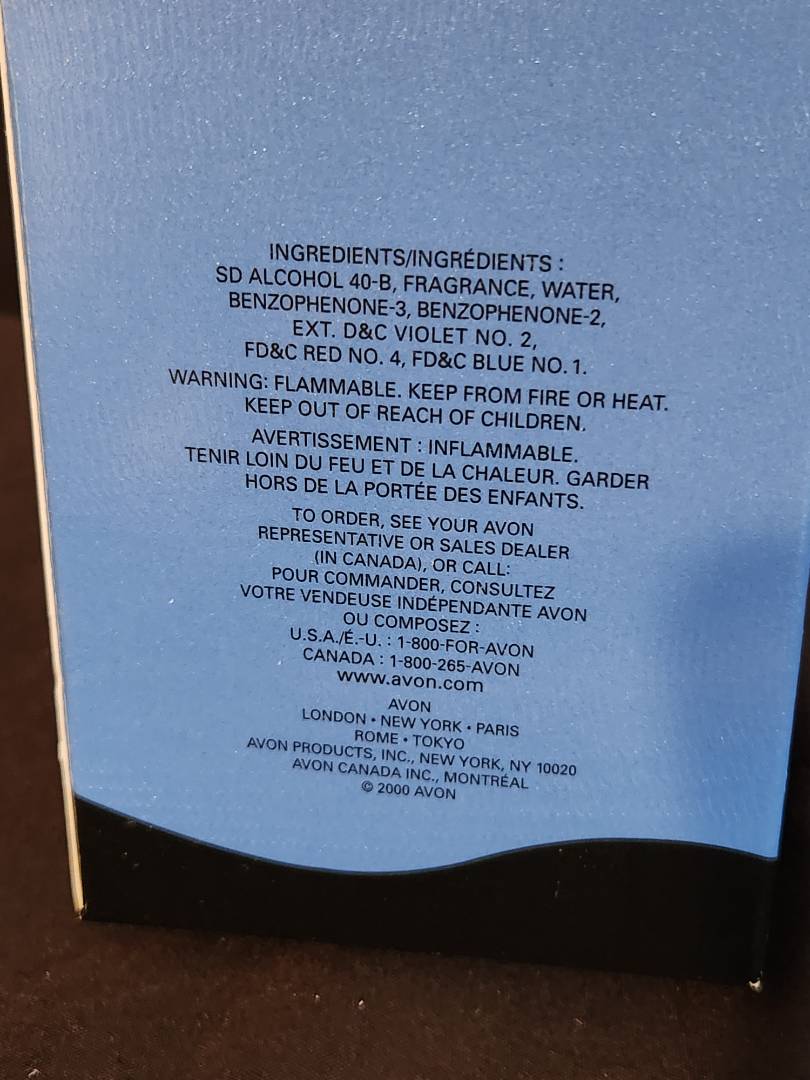 INGREDIENTS/INGRÉDIENTS :
SD ALCOHOL 40-B, FRAGRANCE, WATER,
BENZOPHENONE-3, BENZOPHENONE-2,
EXT. D&C VIOLET NO. 2,
FD&C RED NO. 4, FD&C BLUE NO. 1.
WARNING: FLAMMABLE. KEEP FROM FIRE OR HEAT.
KEEP OUT OF REACH OF CHILDREN.
AVERTISSEMENT : INFLAMMABLE.
TENIR LOIN DU FEU ET DE LA CHALEUR. GARDER
HORS DE LA PORTÉE DES ENFANTS.
TO ORDER, SEE YOUR AVON
REPRESENTATIVE OR SALES DEALER
(IN CANADA), OR CALL:
POUR COMMANDER, CONSULTEZ
VOTRE VENDEUSE INDÉPENDANTE AVON
OU COMPOSEZ :
U.S.A./É.-U. : 1-800-FOR-AVON
CANADA : 1-800-265-AVON
www.avon.com
AVON
LONDON • NEW YORK • PARIS
ROME • TOKYO
AVON PRODUCTS, INC., NEW YORK, NY 10020
AVON CANADA INC., MONTRÉAL
© 2000 AVON